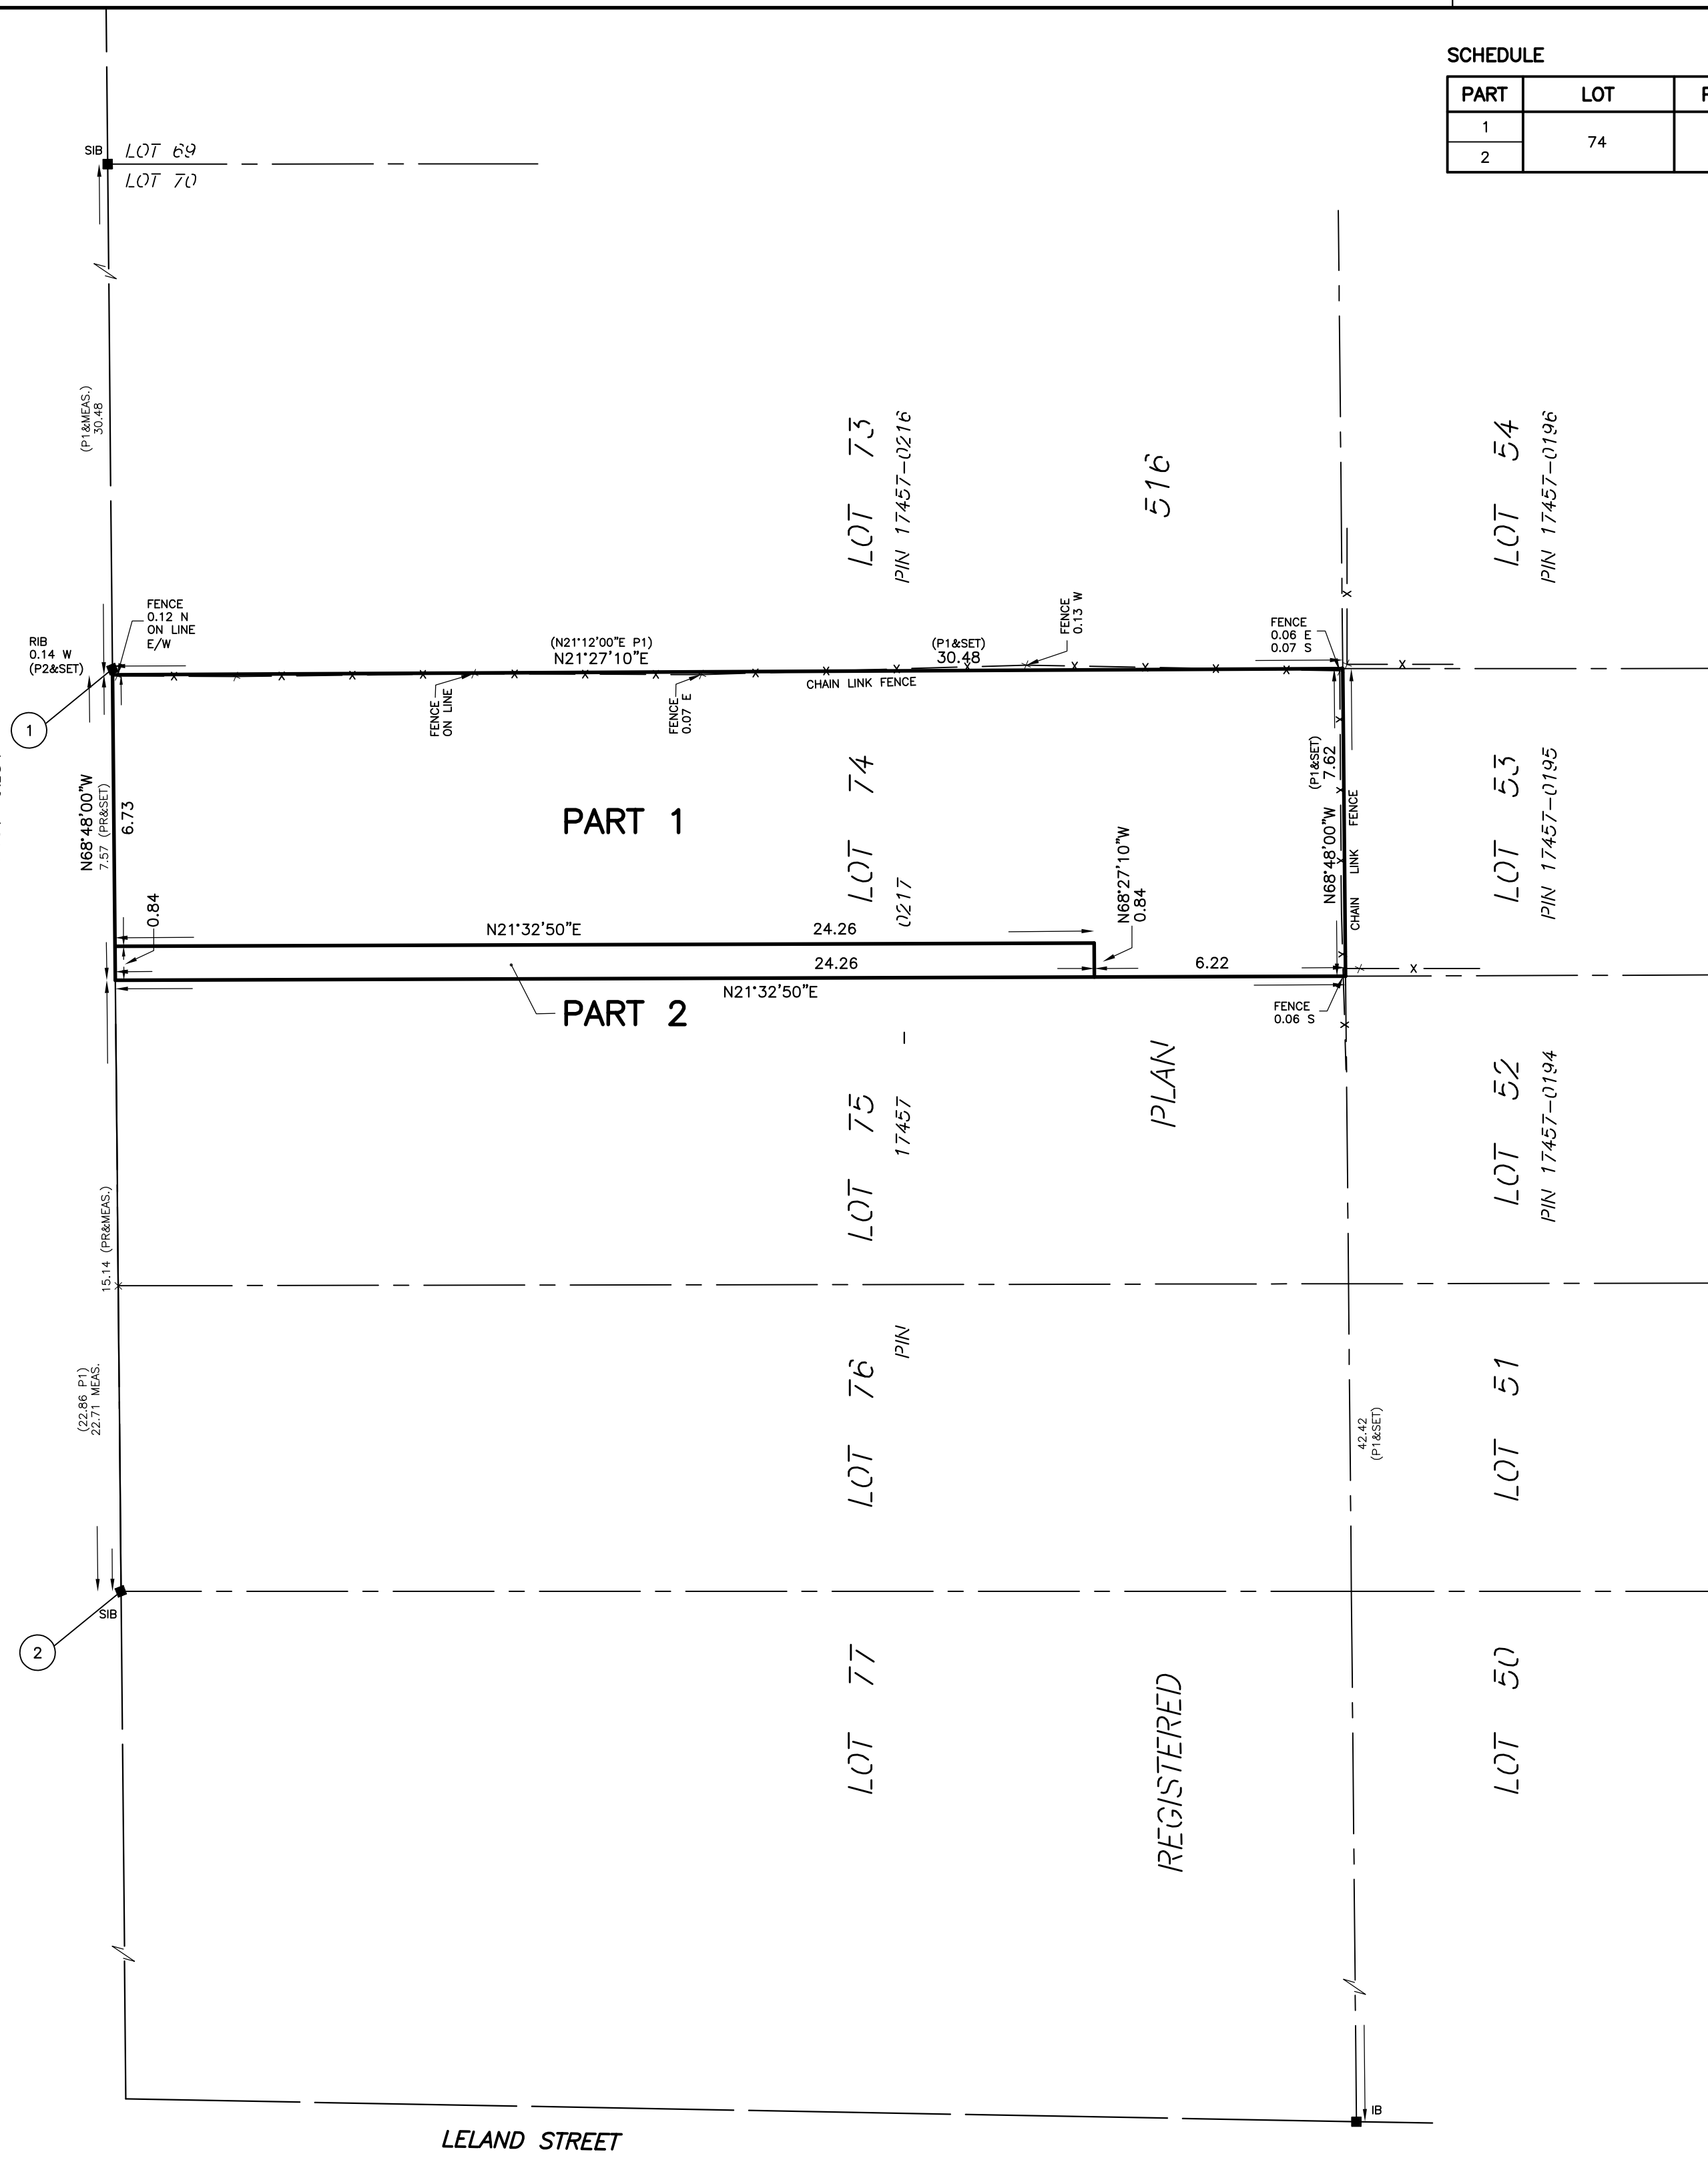 SCHEDULE
PART LOT
1
74
2
SIB
LOT 69
LOT 70
(P1&MEAS.)
30.48
LOT 73
PIN 17457-0216
516
LOT 54
PIN 17457-0196
RIB
0.14 W
(P2&SET)
FENCE
0.12 N
ON LINE
E/W
(N21°12'00"E P1)
N21°27'10"E
(P1&SET)
30.48
FENCE
0.13 W
FENCE
0.06 E
0.07 S
CHAIN LINK FENCE
FENCE
ON LINE
FENCE
0.07 E
1
N68°48'00"W
7.57 (PR&SET)
6.73
PART 1
LOT 74
0217
(P1&SET)
7.62
N68°48'00"W
CHAIN LINK FENCE
LOT 53
PIN 17457-0195
0.84
N68°27'10"W
0.84
N21°32'50"E 24.26
24.26 6.22
N21°32'50"E
PART 2
FENCE
0.06 S
LOT 75
17457 -
PLAN
LOT 52
PIN 17457-0194
15.14 (PR&MEAS.)
(22.86 P1)
22.71 MEAS.
LOT 76
PIN
42.42
(P1&SET)
LOT 51
SIB
2
LOT 77
REGISTERED
LOT 50
IB
LELAND STREET